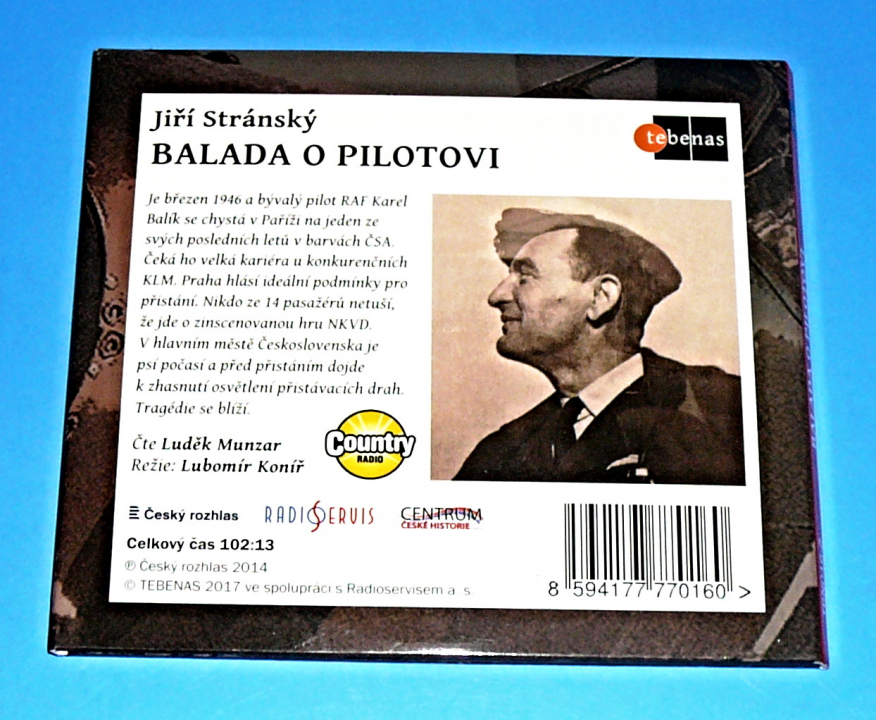 Jiří Stránský
BALADA O PILOTOVI
tebenas
Je březen 1946 a bývalý pilot RAF Karel
Balík se chystá v Paříži na jeden ze
svých posledních letů v barvách ČSA.
Čeká ho velká kariéra u konkurenčních
KLM. Praha hlásí ideální podmínky pro
přistání. Nikdo ze 14 pasažérů netuší,
že jde o zinscenovanou hru NKVD.
V hlavním městě Československa je
psí počasí a před přistáním dojde
k zhasnutí osvětlení přistávacích drah.
Tragédie se blíží.
Čte Luděk Munzar
Režie: Lubomír Koníř
Country
RADIO
Český rozhlas
RADIOSERVIS
CENTRUM
ČESKÉ HISTORIE
Celkový čas 102:13
℗ Český rozhlas 2014
© TEBENAS 2017 ve spolupráci s Radioservisem a. s.
8 594177 770160 >